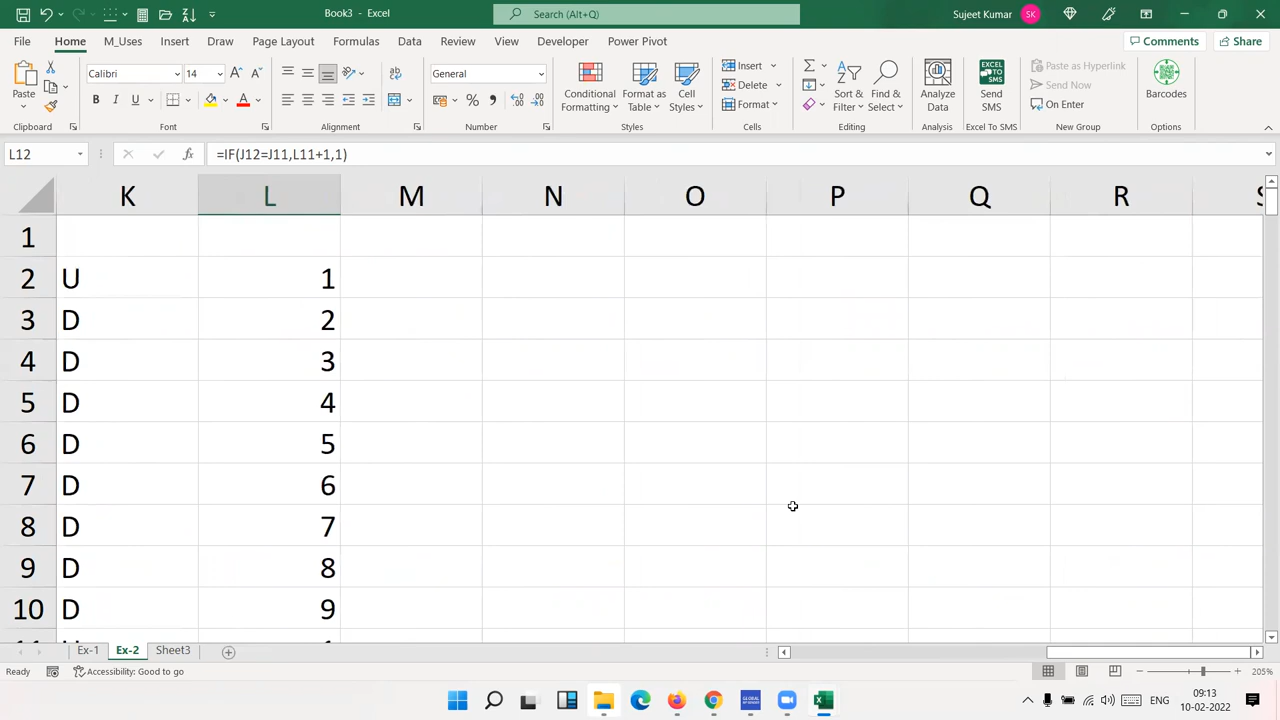 Book3 - Excel
Search (Alt+Q)
Sujeet Kumar
SK
File Home M_Uses Insert Draw Page Layout Formulas Data Review View Developer Power Pivot
Comments
Share
Paste
Calibri
14
General
Conditional Formatting
Format as Table
Cell Styles
Insert
Delete
Format
Sort & Filter
Find & Select
Analyze Data
Send SMS
Send as Hyperlink
Send Now
On Enter
Barcodes
Clipboard Font Alignment Number Styles Cells Editing Analysis Excel To SMS New Group Options
L12
=IF(J12=J11,L11+1,1)
K L M N O P Q R S
1
2 U 1
3 D 2
4 D 3
5 D 4
6 D 5
7 D 6
8 D 7
9 D 8
10 D 9
Ex-1 Ex-2 Sheet3
Ready
Accessibility: Good to go
205%
ENG
09:13
10-02-2022